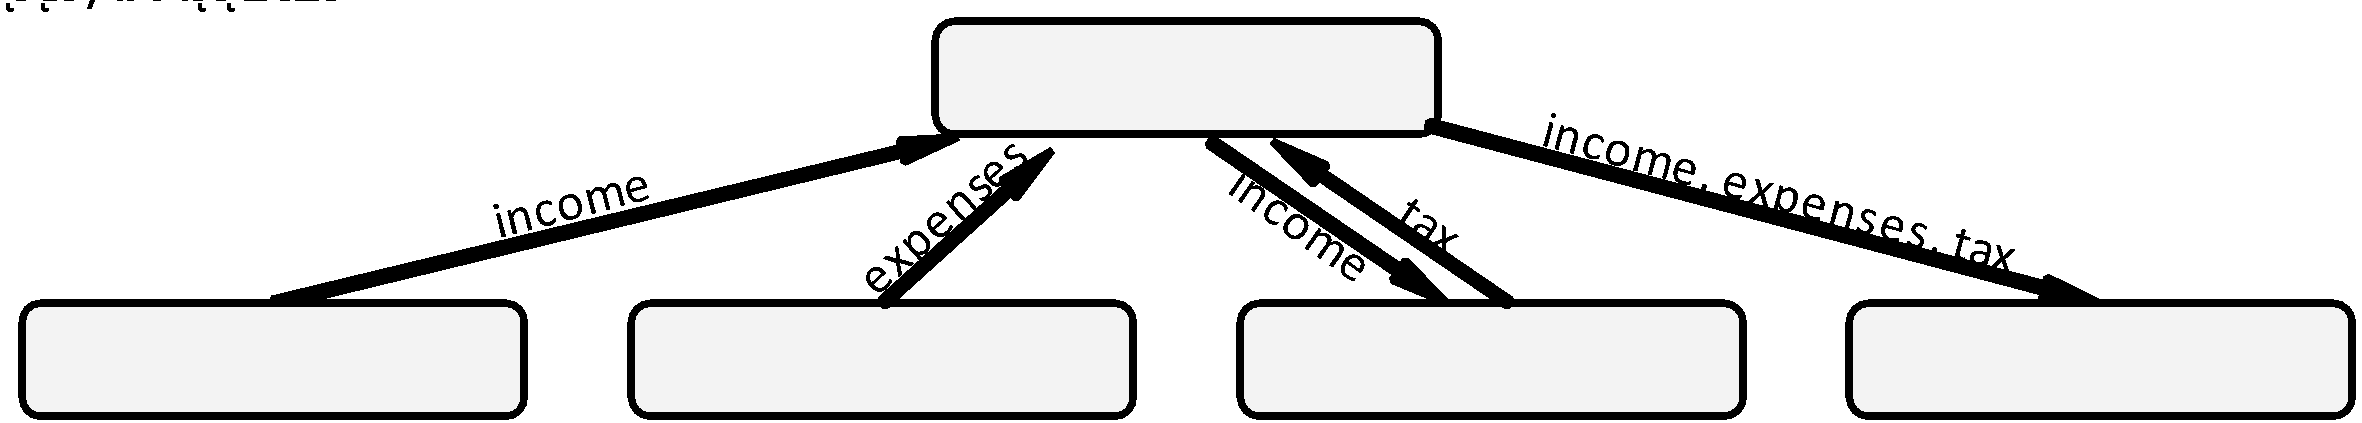 income
expenses
income
tax
income, expenses, tax